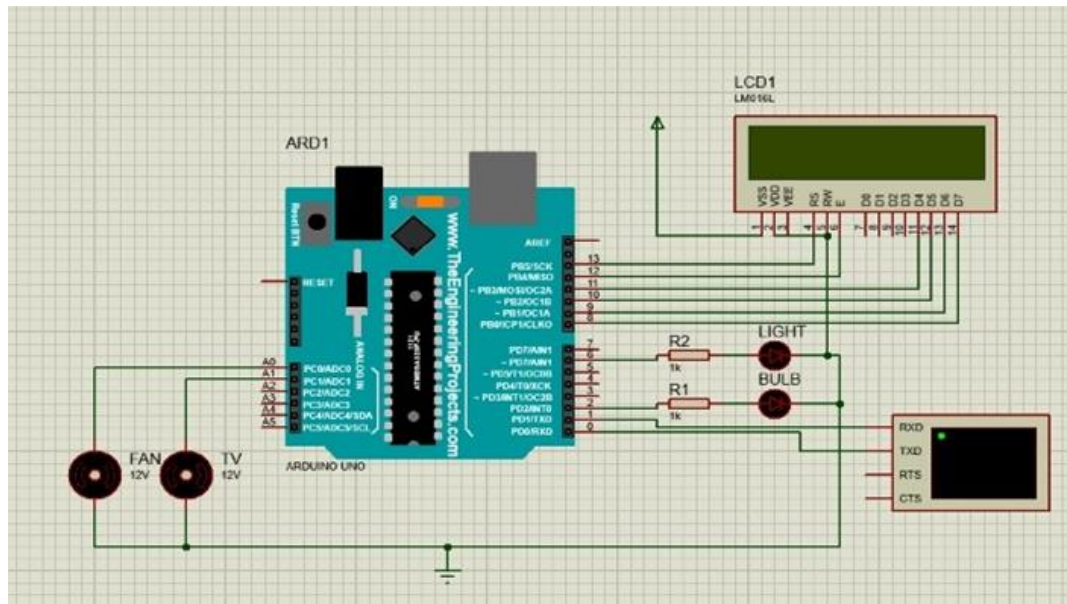 LCD1
LM016L
VSS
VDD
VEE
RS
RW
E
D0
D1
D2
D3
D4
D5
D6
D7
1
2
3
4
5
6
7
8
9
10
11
12
13
14
ARD1
Reset BTN
ON
www.TheEngineeringProjects.com
RESET
ANALOG IN
AREF
PB5/SCK
13
PB4/MISO
12
~ PB3/MOSI/OC2A
11
~ PB2/OC1B
10
~ PB1/OC1A
9
PB0/ICP1/CLKO
8
7
PD7/AIN1
6
5
~ PD5/T1/OC0B
4
PD4/T0/XCK
3
~ PD3/INT1/OC2B
2
PD2/INT0
1
PD1/TXD
0
PD0/RXD
A0
PC0/ADC0
A1
PC1/ADC1
A2
PC2/ADC2
A3
PC3/ADC3
A4
PC4/ADC4/SDA
A5
PC5/ADC5/SCL
ARDUINO UNO
R2
1k
LIGHT
R1
1k
BULB
RXD
TXD
RTS
CTS
FAN
12V
TV
12V